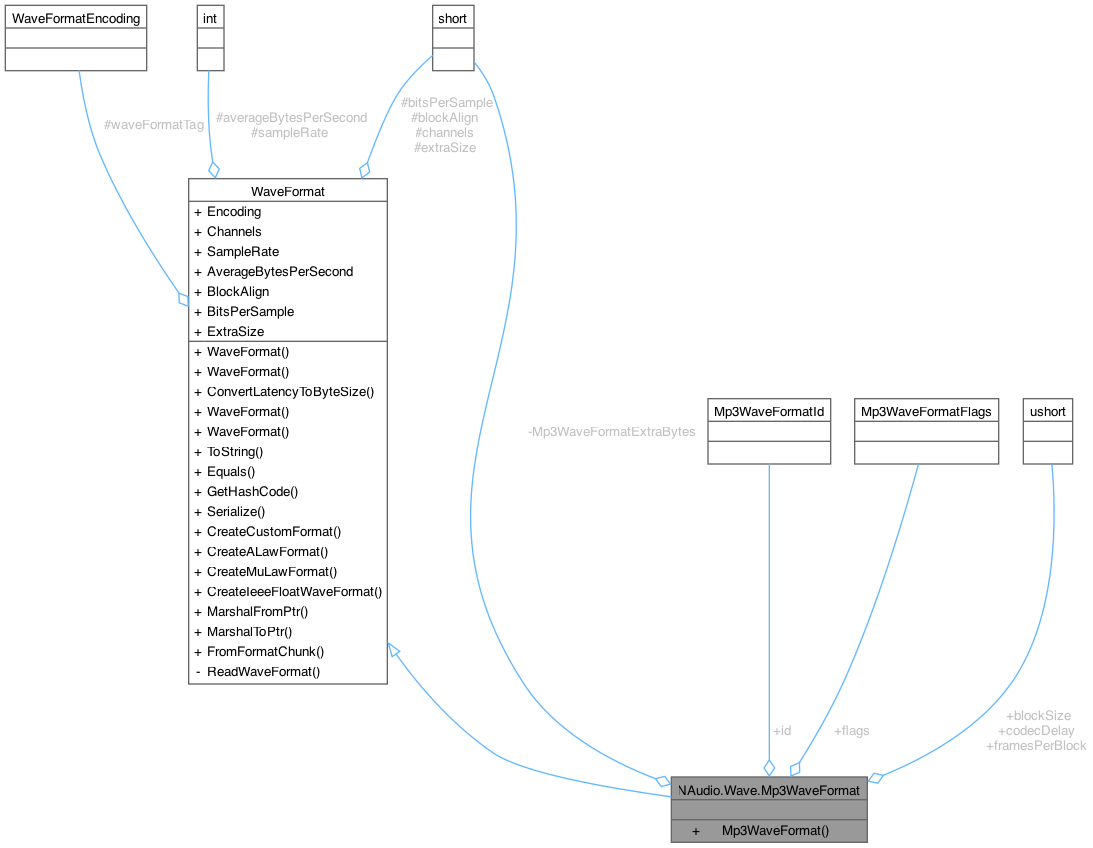 WaveFormatEncoding
int
short
#waveFormatTag
#averageBytesPerSecond
#sampleRate
#bitsPerSample
#blockAlign
#channels
#extraSize
WaveFormat
+ Encoding
+ Channels
+ SampleRate
+ AverageBytesPerSecond
+ BlockAlign
+ BitsPerSample
+ ExtraSize
+ WaveFormat()
+ WaveFormat()
+ ConvertLatencyToByteSize()
+ WaveFormat()
+ WaveFormat()
+ ToString()
+ Equals()
+ GetHashCode()
+ Serialize()
+ CreateCustomFormat()
+ CreateALawFormat()
+ CreateMuLawFormat()
+ CreateIeeeFloatWaveFormat()
+ MarshalFromPtr()
+ MarshalToPtr()
+ FromFormatChunk()
- ReadWaveFormat()
-Mp3WaveFormatExtraBytes
Mp3WaveFormatId
Mp3WaveFormatFlags
ushort
+id
+flags
+blockSize
+codecDelay
+framesPerBlock
NAudio.Wave.Mp3WaveFormat
+ Mp3WaveFormat()